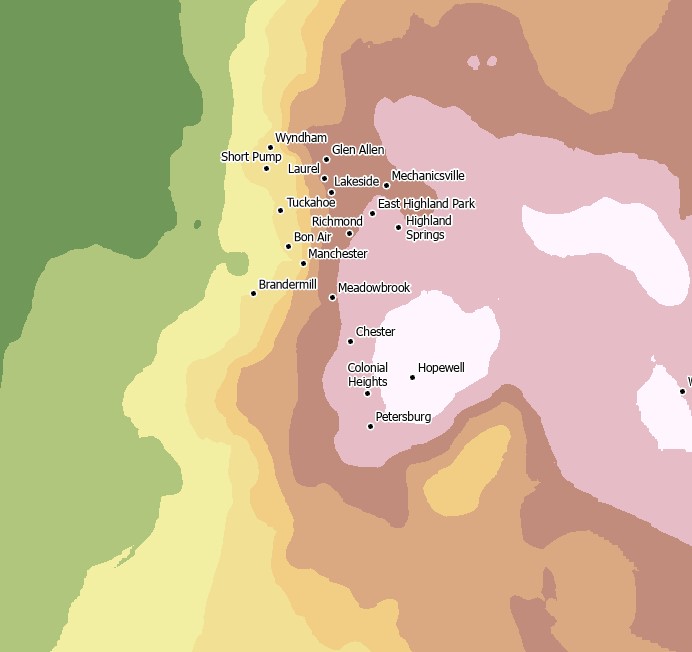 Wyndham
Glen Allen
Short Pump
Laurel
Mechanicsville
Lakeside
Tuckahoe
East Highland Park
Richmond
Highland
Springs
Bon Air
Manchester
Brandermill
Meadowbrook
Chester
Colonial
Heights
Hopewell
Petersburg